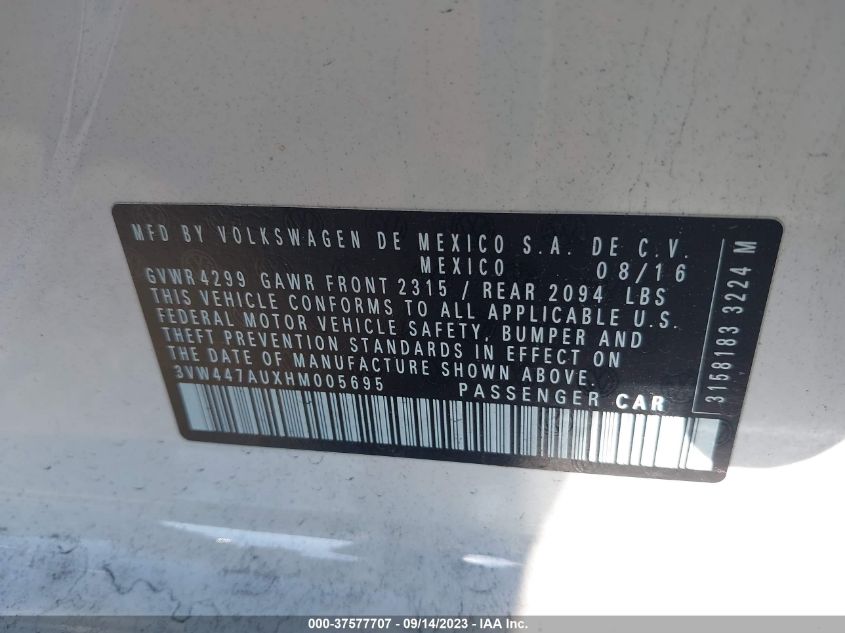 MFD BY VOLKSWAGEN DE MEXICO S.A. DE C.V.
MEXICO 08/16
GVWR4299 GAWR FRONT 2315 / REAR 2094 LBS
THIS VEHICLE CONFORMS TO ALL APPLICABLE U.S.
FEDERAL MOTOR VEHICLE SAFETY, BUMPER AND
THEFT PREVENTION STANDARDS IN EFFECT ON
THE DATE OF MANUFACTURE SHOWN ABOVE.
3VW447AUXHM005695 PASSENGER CAR
3158183 3224 M
000-37577707 - 09/14/2023 - IAA Inc.